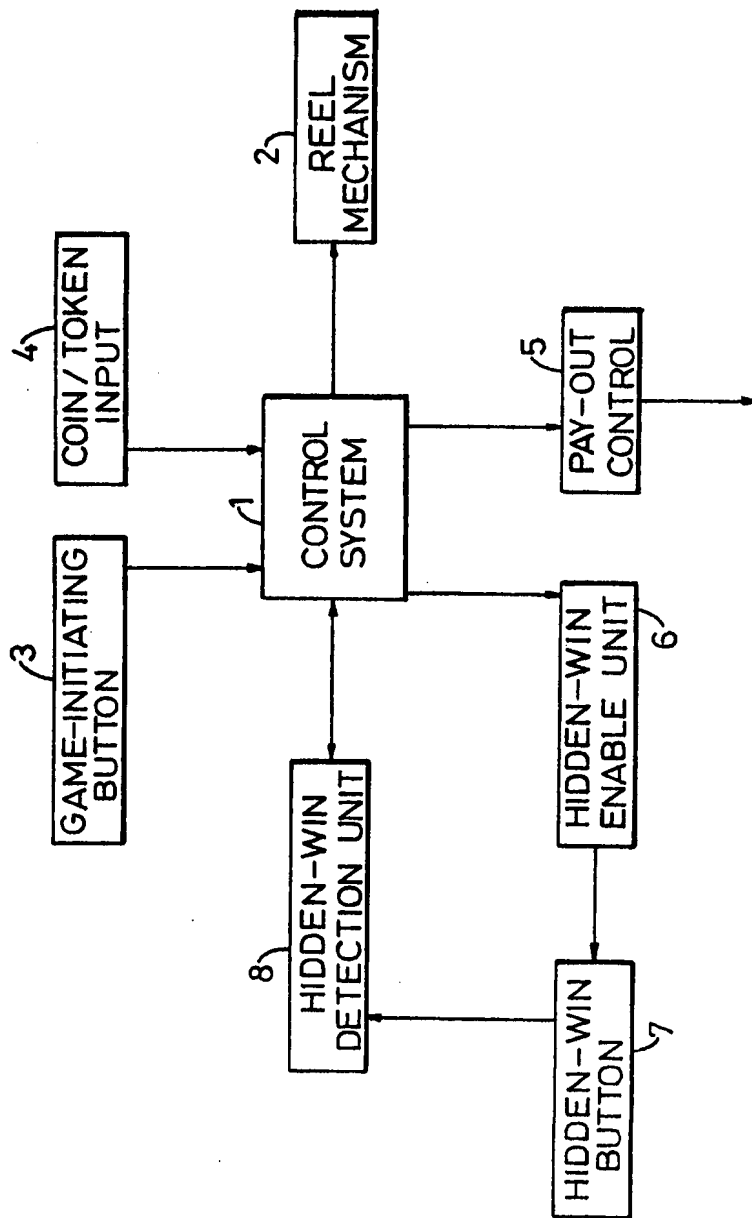 3
GAME-INITIATING
BUTTON
4
COIN/TOKEN
INPUT
8
HIDDEN-WIN
DETECTION UNIT
1
CONTROL
SYSTEM
2
REEL
MECHANISM
7
HIDDEN-WIN
BUTTON
6
HIDDEN-WIN
ENABLE UNIT
5
PAY-OUT
CONTROL